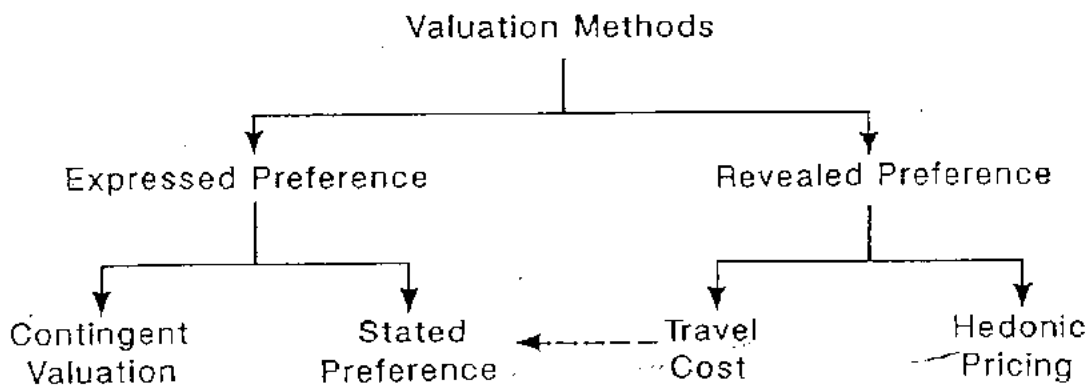 Valuation Methods
Expressed Preference
Revealed Preference
Contingent
Valuation
Stated
Preference
Travel
Cost
Hedonic
Pricing